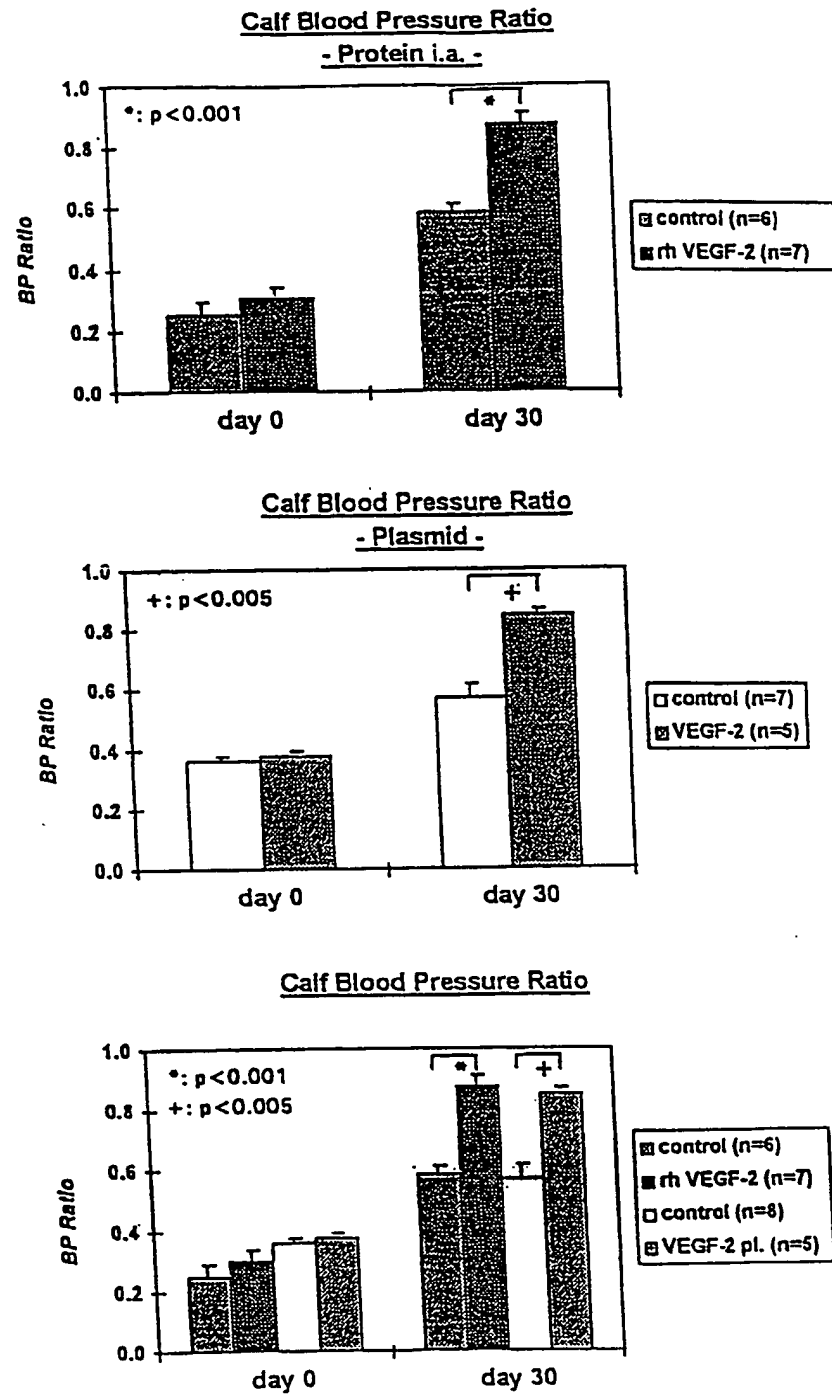 Calf Blood Pressure Ratio
- Protein i.a. -
*: p<0.001
*
1.0
0.8
0.6
0.4
0.2
0.0
BP Ratio
day 0
day 30
control (n=6)
rh VEGF-2 (n=7)
Calf Blood Pressure Ratio
- Plasmid -
+: p<0.005
+
1.0
0.8
0.6
0.4
0.2
0.0
BP Ratio
day 0
day 30
control (n=7)
VEGF-2 (n=5)
Calf Blood Pressure Ratio
*: p<0.001
+: p<0.005
*
+
1.0
0.8
0.6
0.4
0.2
0.0
BP Ratio
day 0
day 30
control (n=6)
rh VEGF-2 (n=7)
control (n=8)
VEGF-2 pl. (n=5)